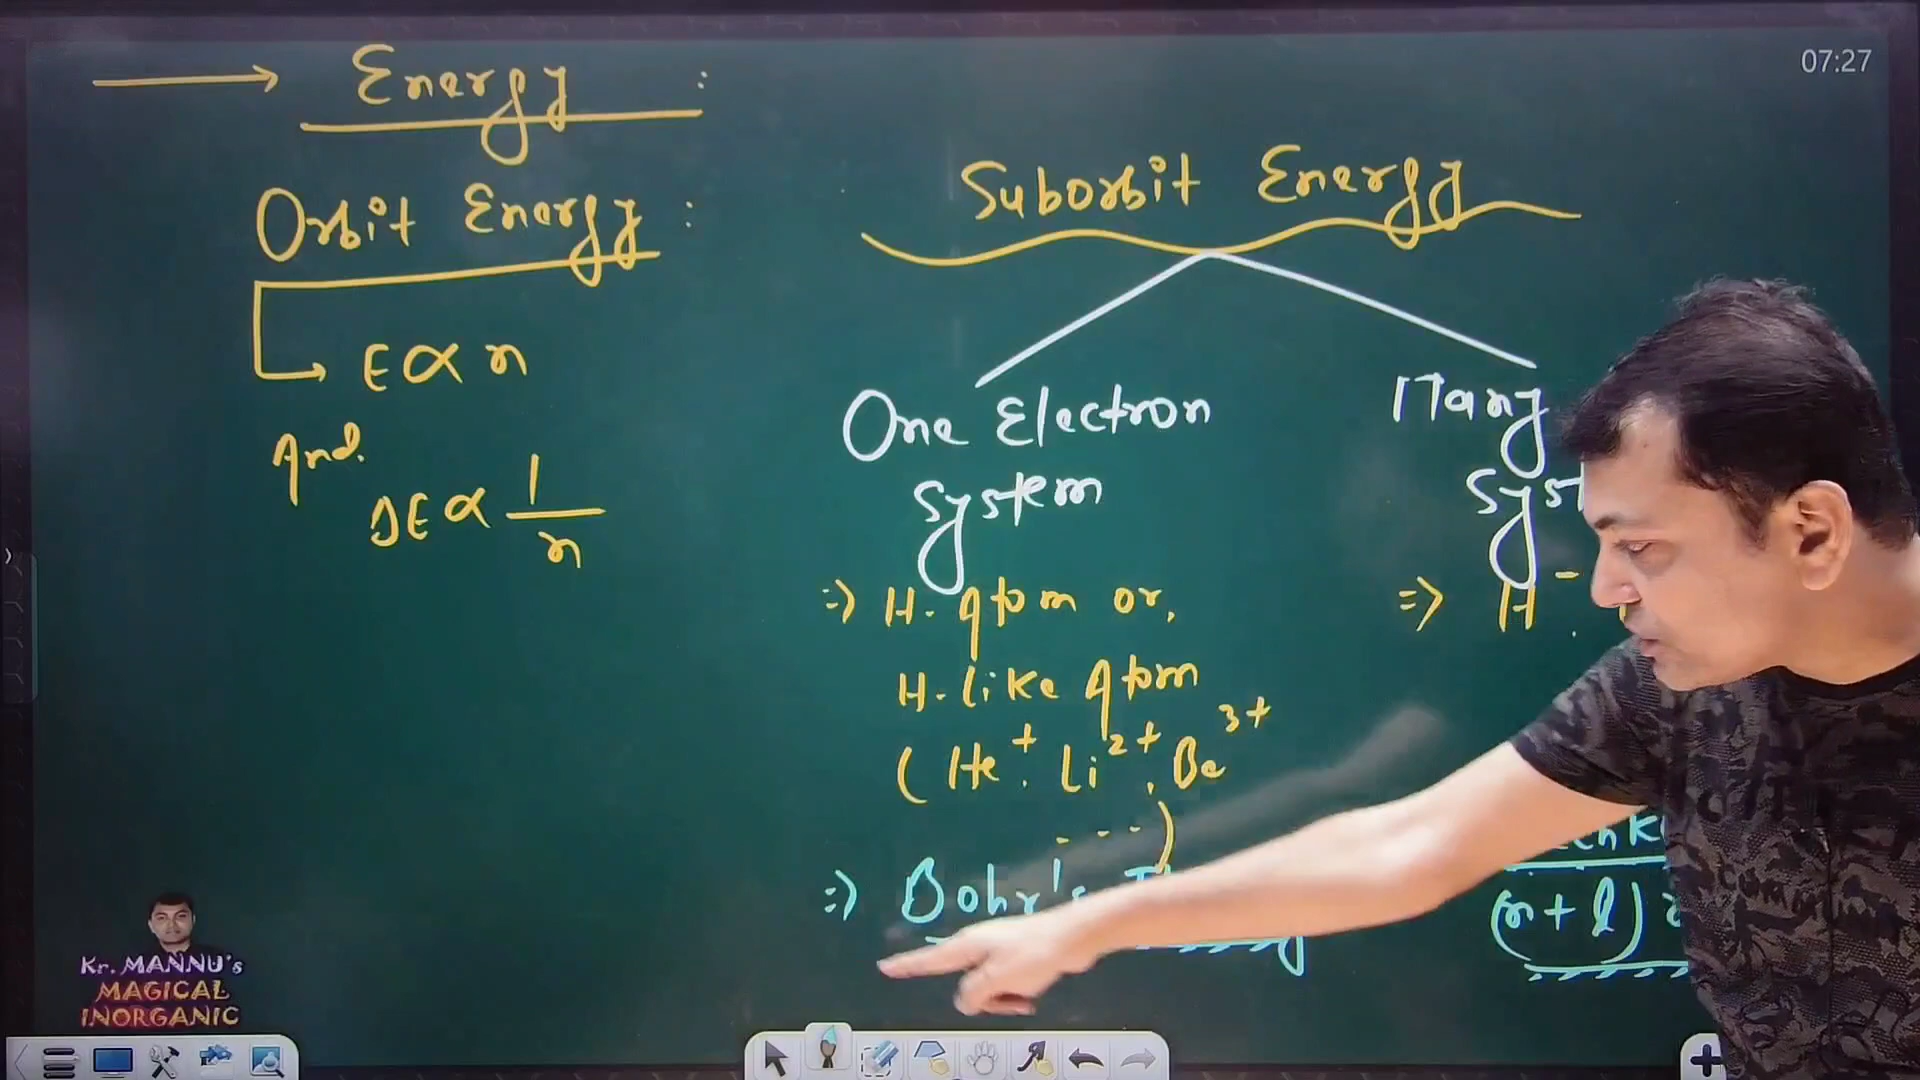 07:27
→ Energy :
Orbit Energy :
E ∝ n
And.
ΔE ∝ 1/n
Suborbit Energy
One Electron
System
Many
Syst
⇒ H-Atom or,
H-like Atom
(He⁺, Li²⁺, Be³⁺
---)
⇒ Bohr's
⇒ H⁻
(n+l)
Kr. MANNU's
MAGICAL
INORGANIC